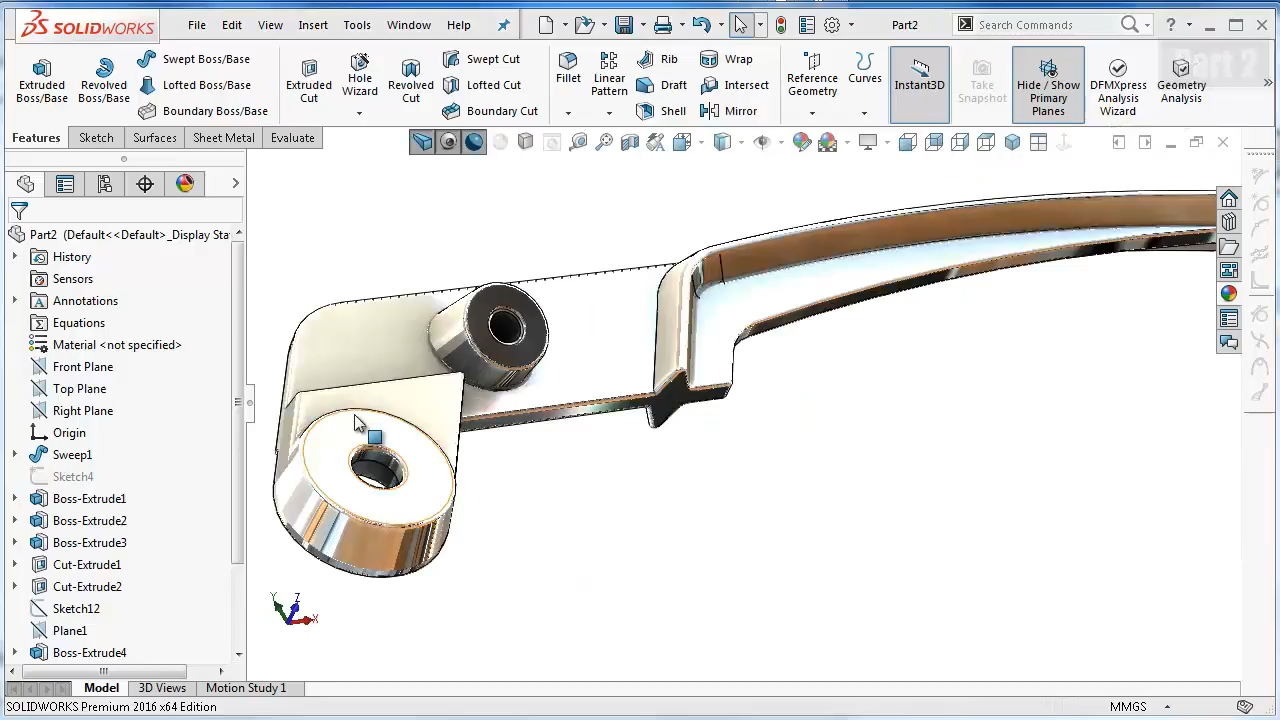 SOLIDWORKS
File Edit View Insert Tools Window Help
Part2
Search Commands
Part 2
Extruded Boss/Base
Revolved Boss/Base
Swept Boss/Base
Lofted Boss/Base
Boundary Boss/Base
Extruded Cut
Hole Wizard
Revolved Cut
Swept Cut
Lofted Cut
Boundary Cut
Fillet
Linear Pattern
Rib
Draft
Shell
Wrap
Intersect
Mirror
Reference Geometry
Curves
Instant3D
Take Snapshot
Hide / Show Primary Planes
DFMXpress Analysis Wizard
Geometry Analysis
Features Sketch Surfaces Sheet Metal Evaluate
Part2 (Default<<Default>_Display Sta
History
Sensors
Annotations
Equations
Material <not specified>
Front Plane
Top Plane
Right Plane
Origin
Sweep1
Sketch4
Boss-Extrude1
Boss-Extrude2
Boss-Extrude3
Cut-Extrude1
Cut-Extrude2
Sketch12
Plane1
Boss-Extrude4
Y Z X
Model 3D Views Motion Study 1
SOLIDWORKS Premium 2016 x64 Edition
MMGS